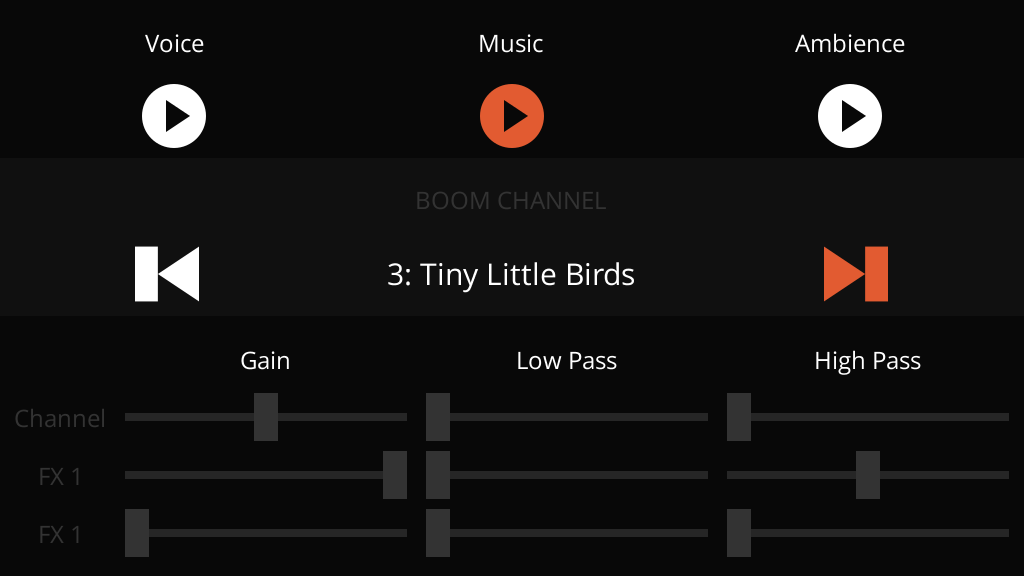 Voice Music Ambience
BOOM CHANNEL
3: Tiny Little Birds
Gain Low Pass High Pass
Channel
FX 1
FX 1